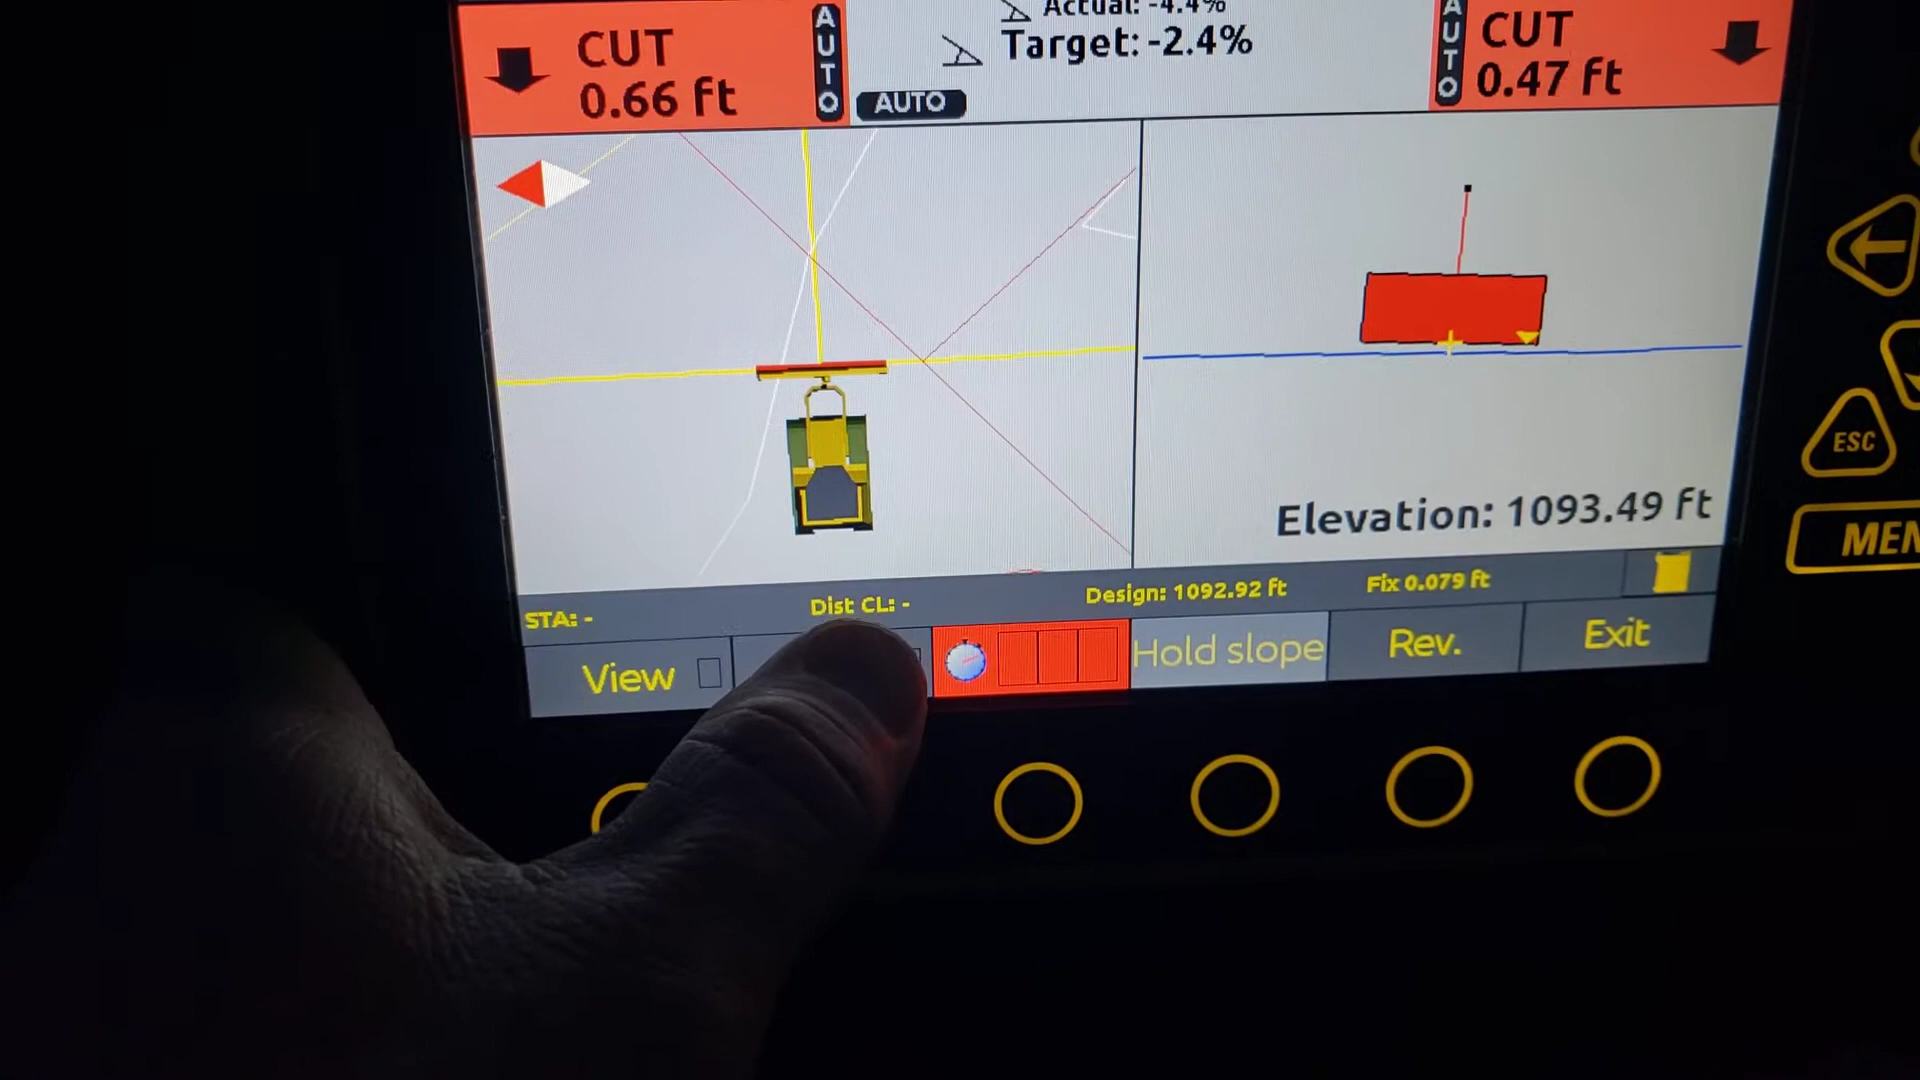 CUT
0.66 ft
AUTO
Actual: -4.4%
Target: -2.4%
AUTO
AUTO
CUT
0.47 ft
Elevation: 1093.49 ft
STA: -
Dist CL: -
Design: 1092.92 ft
Fix 0.079 ft
View
Hold slope
Rev.
Exit
ESC